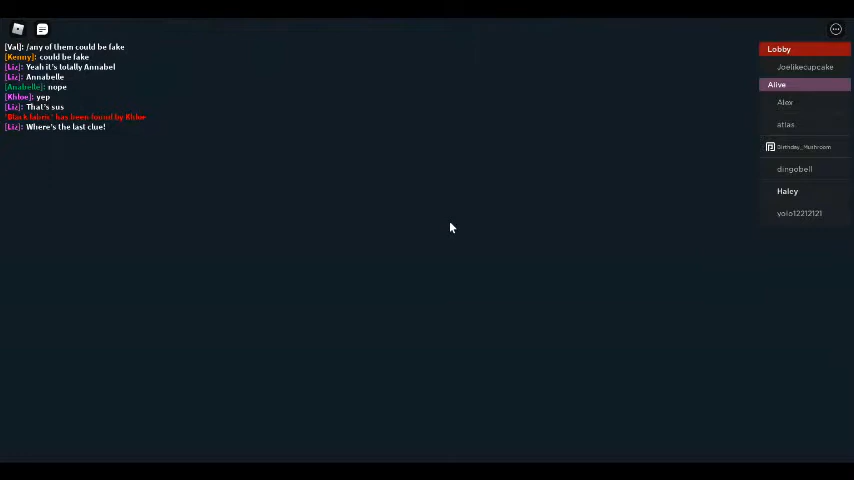 [Val]: /any of them could be fake
[Kenny]: could be fake
[Liz]: Yeah it's totally Annabel
[Liz]: Annabelle
[Anabelle]: nope
[Khloe]: yep
[Liz]: That's sus
'Black fabric' has been found by Khloe
[Liz]: Where's the last clue!
Lobby
Joelikecupcake
Alive
Alex
atlas
Birthday_Mushroom
dingobell
Haley
yolo12212121